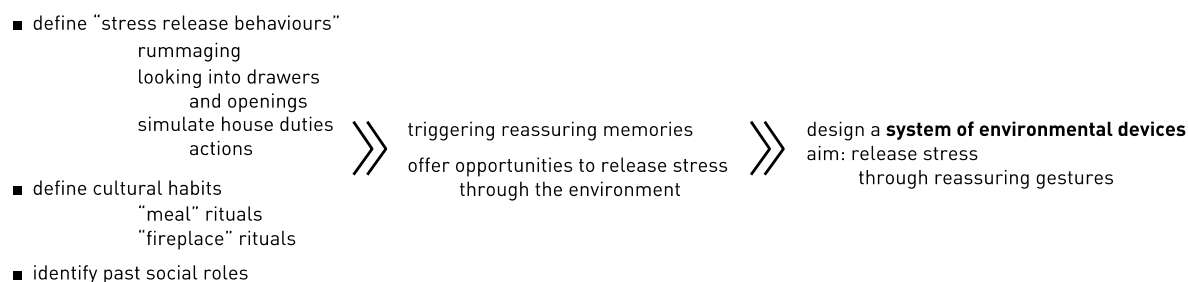 ■ define “stress release behaviours”
rummaging
looking into drawers
and openings
simulate house duties
actions
■ define cultural habits
“meal” rituals
“fireplace” rituals
■ identify past social roles
triggering reassuring memories
offer opportunities to release stress
through the environment
design a system of environmental devices
aim: release stress
through reassuring gestures